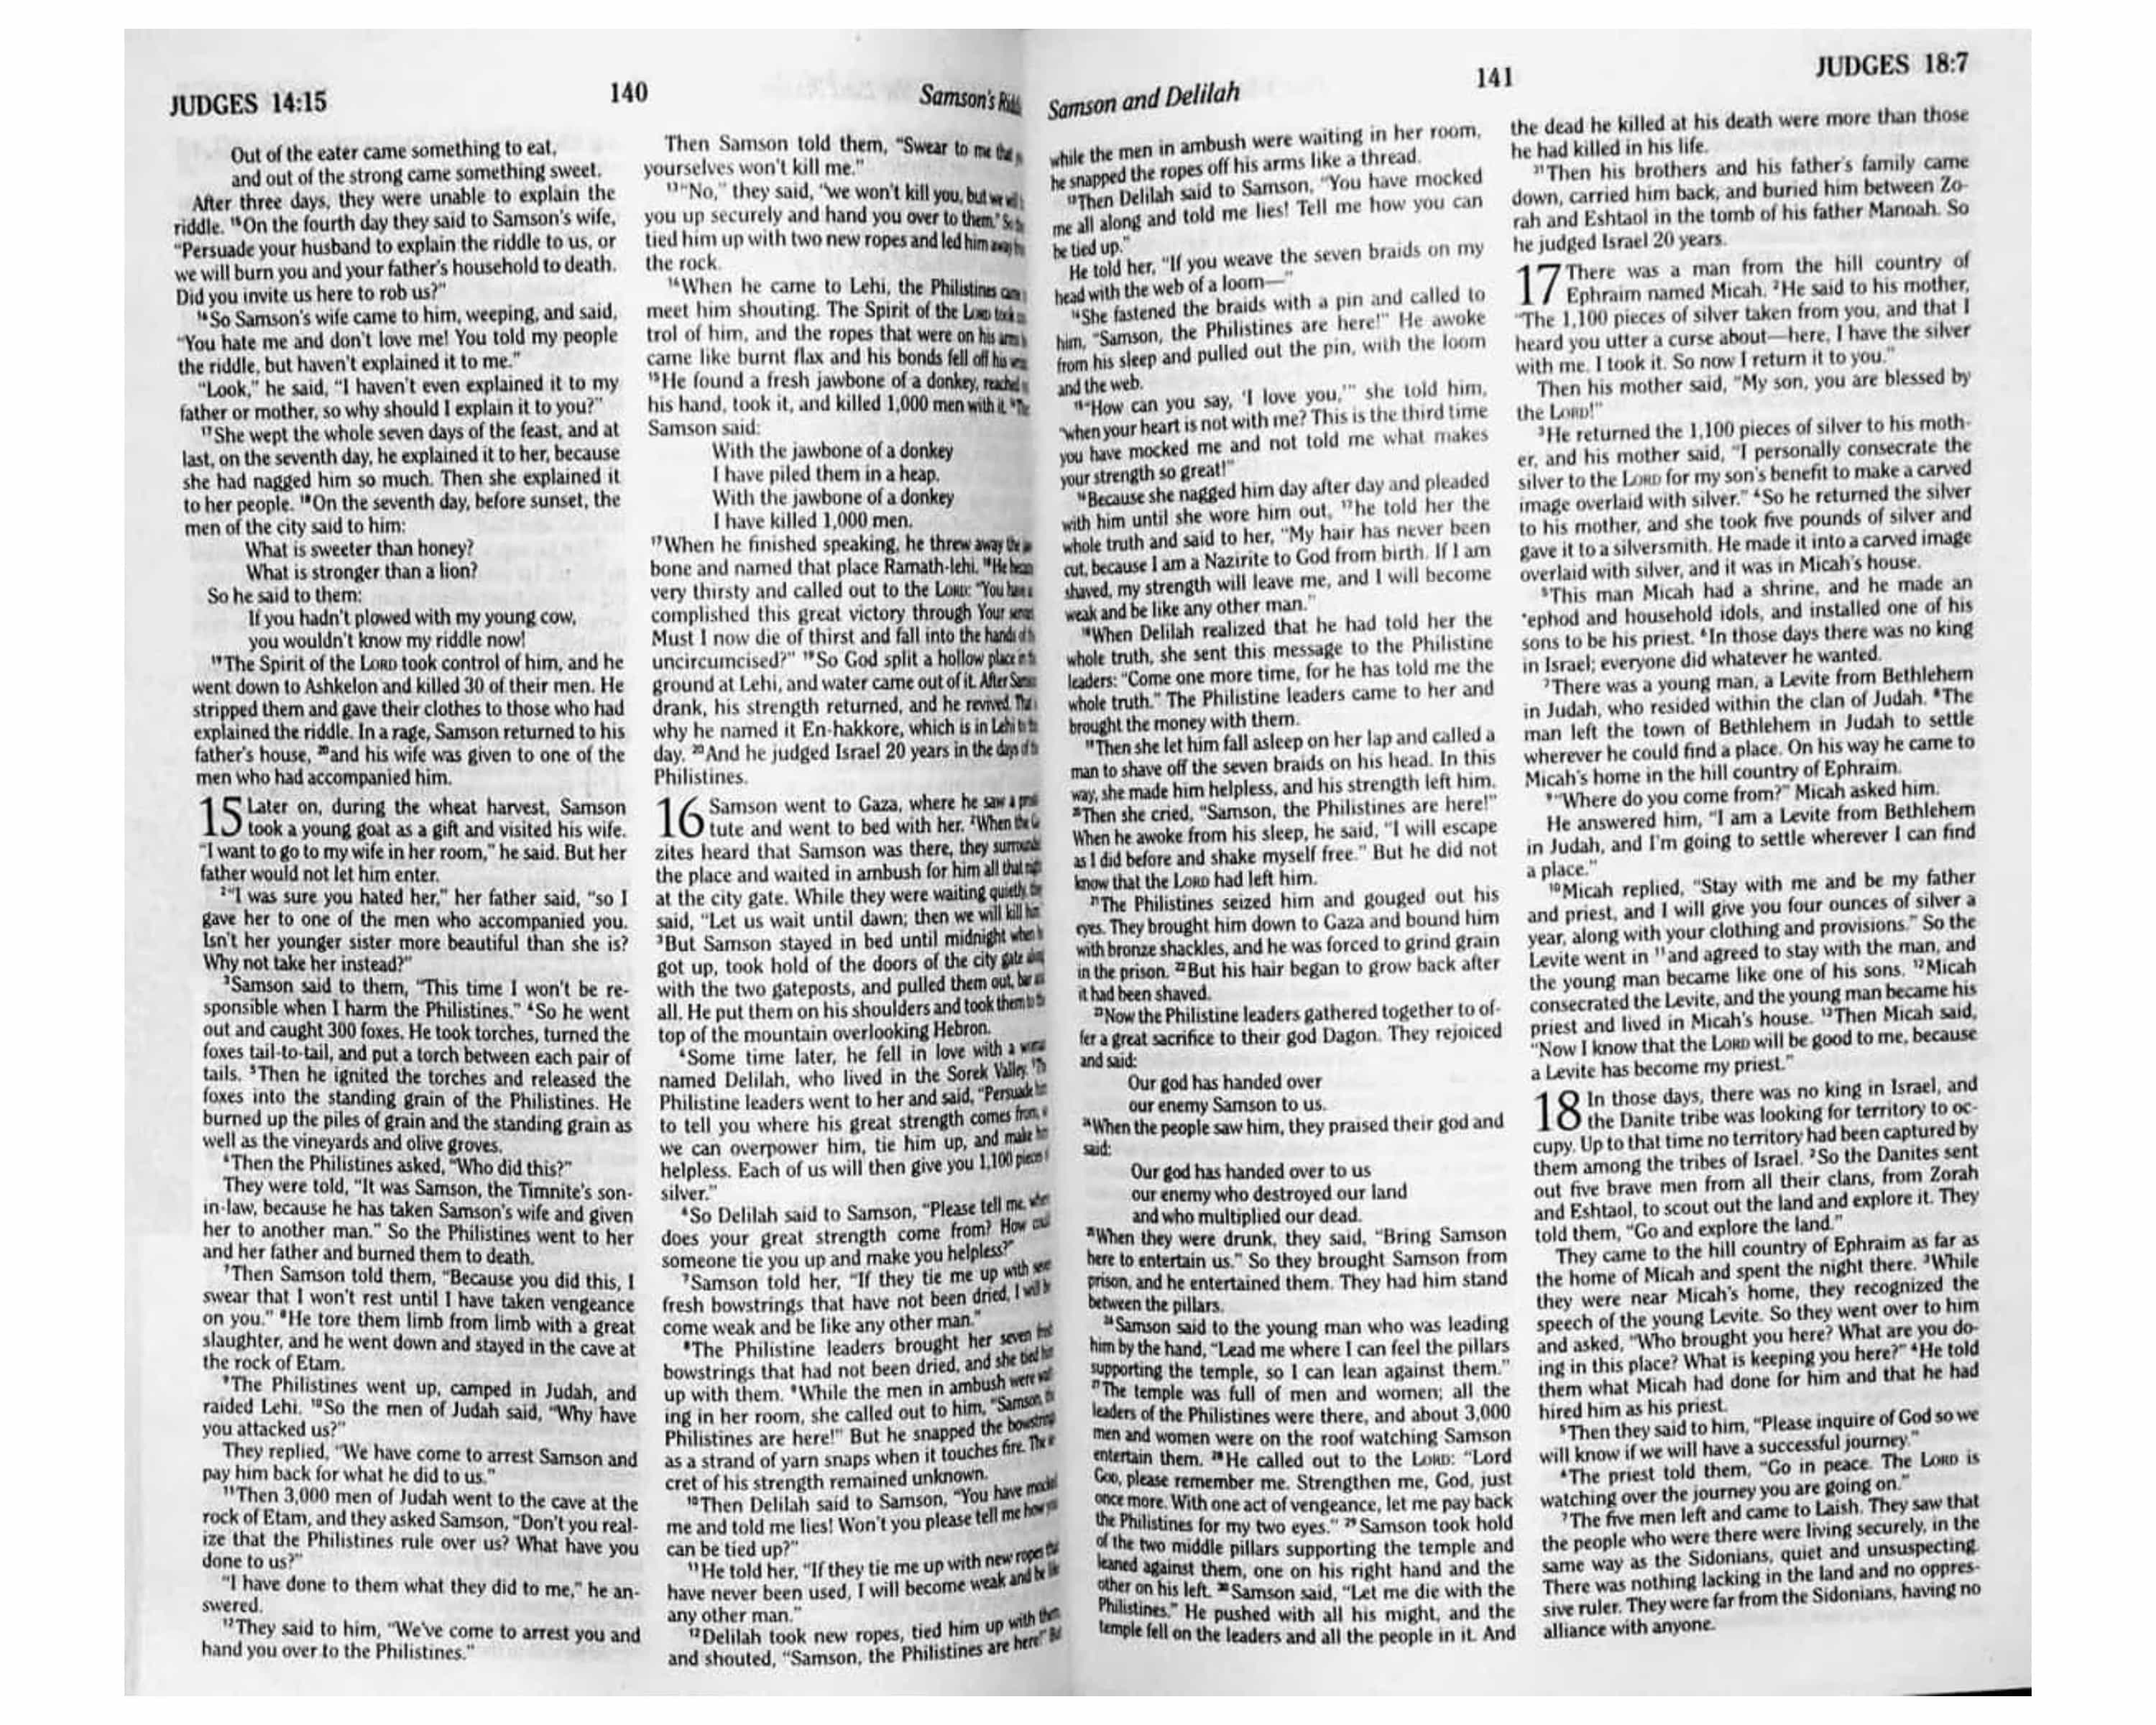 JUDGES 14:15
140
Samson's
Out of the eater came something to eat,
and out of the strong came something sweet.
After three days, they were unable to explain the
riddle. ¹⁵On the fourth day they said to Samson's wife,
"Persuade your husband to explain the riddle to us, or
we will burn you and your father's household to death.
Did you invite us here to rob us?"
¹⁶So Samson's wife came to him, weeping, and said,
"You hate me and don't love me! You told my people
the riddle, but haven't explained it to me."
"Look," he said, "I haven't even explained it to my
father or mother, so why should I explain it to you?"
¹⁷She wept the whole seven days of the feast, and at
last, on the seventh day, he explained it to her, because
she had nagged him so much. Then she explained it
to her people. ¹⁸On the seventh day, before sunset, the
men of the city said to him:
What is sweeter than honey?
What is stronger than a lion?
So he said to them:
If you hadn't plowed with my young cow,
you wouldn't know my riddle now!
¹⁹The Spirit of the LORD took control of him, and he
went down to Ashkelon and killed 30 of their men. He
stripped them and gave their clothes to those who had
explained the riddle. In a rage, Samson returned to his
father's house, ²⁰and his wife was given to one of the
men who had accompanied him.
15 Later on, during the wheat harvest, Samson
took a young goat as a gift and visited his wife.
"I want to go to my wife in her room," he said. But her
father would not let him enter.
²"I was sure you hated her," her father said, "so I
gave her to one of the men who accompanied you.
Isn't her younger sister more beautiful than she is?
Why not take her instead?"
³Samson said to them, "This time I won't be re-
sponsible when I harm the Philistines." ⁴So he went
out and caught 300 foxes. He took torches, turned the
foxes tail-to-tail, and put a torch between each pair of
tails. ⁵Then he ignited the torches and released the
foxes into the standing grain of the Philistines. He
burned up the piles of grain and the standing grain as
well as the vineyards and olive groves.
⁶Then the Philistines asked, "Who did this?"
They were told, "It was Samson, the Timnite's son-
in-law, because he has taken Samson's wife and given
her to another man." So the Philistines went to her
and her father and burned them to death.
⁷Then Samson told them, "Because you did this, I
swear that I won't rest until I have taken vengeance
on you." ⁸He tore them limb from limb with a great
slaughter, and he went down and stayed in the cave at
the rock of Etam.
⁹The Philistines went up, camped in Judah, and
raided Lehi. ¹⁰So the men of Judah said, "Why have
you attacked us?"
They replied, "We have come to arrest Samson and
pay him back for what he did to us."
¹¹Then 3,000 men of Judah went to the cave at the
rock of Etam, and they asked Samson, "Don't you real-
ize that the Philistines rule over us? What have you
done to us?"
"I have done to them what they did to me," he an-
swered.
¹²They said to him, "We've come to arrest you and
hand you over to the Philistines."
Then Samson told them, "Swear to me that
yourselves won't kill me."
¹³"No," they said, "we won't kill you, but we will
you up securely and hand you over to them." So
tied him up with two new ropes and led him away
the rock.
¹⁴When he came to Lehi, the Philistines
meet him shouting. The Spirit of the LORD took
trol of him, and the ropes that were on his arms
came like burnt flax and his bonds fell off his
¹⁵He found a fresh jawbone of a donkey, reached
his hand, took it, and killed 1,000 men with it.
Samson said:
With the jawbone of a donkey
I have piled them in a heap.
With the jawbone of a donkey
I have killed 1,000 men.
¹⁷When he finished speaking, he threw away the
bone and named that place Ramath-lehi. ¹⁸He
very thirsty and called out to the LORD: "You have
complished this great victory through Your
Must I now die of thirst and fall into the hands of
uncircumcised?" ¹⁹So God split a hollow place in
ground at Lehi, and water came out of it. After
drank, his strength returned, and he revived.
why he named it En-hakkore, which is in Lehi to
day. ²⁰And he judged Israel 20 years in the days of
Philistines.
16 Samson went to Gaza, where he saw a
tute and went to bed with her. ²When the
zites heard that Samson was there, they
the place and waited in ambush for him all that
at the city gate. While they were waiting quietly,
said, "Let us wait until dawn; then we will kill him."
³But Samson stayed in bed until midnight when
got up, took hold of the doors of the city gate along
with the two gateposts, and pulled them out, bar and
all. He put them on his shoulders and took them to the
top of the mountain overlooking Hebron.
⁴Some time later, he fell in love with a
named Delilah, who lived in the Sorek Valley.
Philistine leaders went to her and said, "Persuade him
to tell you where his great strength comes from,
we can overpower him, tie him up, and make him
helpless. Each of us will then give you 1,100 pieces
silver."
⁶So Delilah said to Samson, "Please tell me, where
does your great strength come from? How could
someone tie you up and make you helpless?"
⁷Samson told her, "If they tie me up with seven
fresh bowstrings that have not been dried, I will be
come weak and be like any other man."
⁸The Philistine leaders brought her seven
bowstrings that had not been dried, and she tied him
up with them. ⁹While the men in ambush were
ing in her room, she called out to him, "Samson, the
Philistines are here!" But he snapped the
as a strand of yarn snaps when it touches fire. The
cret of his strength remained unknown.
¹⁰Then Delilah said to Samson, "You have mocked
me and told me lies! Won't you please tell me how you
can be tied up?"
¹¹He told her, "If they tie me up with new ropes that
have never been used, I will become weak and be like
any other man."
¹²Delilah took new ropes, tied him up with them
and shouted, "Samson, the Philistines are here!" But
Samson and Delilah
141
JUDGES 18:7
while the men in ambush were waiting in her room,
he snapped the ropes off his arms like a thread.
¹³Then Delilah said to Samson, "You have mocked
me all along and told me lies! Tell me how you can
be tied up."
He told her, "If you weave the seven braids on my
head with the web of a loom—"
¹⁴She fastened the braids with a pin and called to
him, "Samson, the Philistines are here!" He awoke
from his sleep and pulled out the pin, with the loom
and the web.
¹⁵"How can you say, 'I love you,'" she told him,
"when your heart is not with me? This is the third time
you have mocked me and not told me what makes
your strength so great!"
¹⁶Because she nagged him day after day and pleaded
with him until she wore him out, ¹⁷he told her the
whole truth and said to her, "My hair has never been
cut, because I am a Nazirite to God from birth. If I am
shaved, my strength will leave me, and I will become
weak and be like any other man."
¹⁸When Delilah realized that he had told her the
whole truth, she sent this message to the Philistine
leaders: "Come one more time, for he has told me the
whole truth." The Philistine leaders came to her and
brought the money with them.
¹⁹Then she let him fall asleep on her lap and called a
man to shave off the seven braids on his head. In this
way, she made him helpless, and his strength left him.
²⁰Then she cried, "Samson, the Philistines are here!"
When he awoke from his sleep, he said, "I will escape
as I did before and shake myself free." But he did not
know that the LORD had left him.
²¹The Philistines seized him and gouged out his
eyes. They brought him down to Gaza and bound him
with bronze shackles, and he was forced to grind grain
in the prison. ²²But his hair began to grow back after
it had been shaved.
²³Now the Philistine leaders gathered together to of-
fer a great sacrifice to their god Dagon. They rejoiced
and said:
Our god has handed over
our enemy Samson to us.
²⁴When the people saw him, they praised their god and
said:
Our god has handed over to us
our enemy who destroyed our land
and who multiplied our dead.
²⁵When they were drunk, they said, "Bring Samson
here to entertain us." So they brought Samson from
prison, and he entertained them. They had him stand
between the pillars.
²⁶Samson said to the young man who was leading
him by the hand, "Lead me where I can feel the pillars
supporting the temple, so I can lean against them."
²⁷The temple was full of men and women; all the
leaders of the Philistines were there, and about 3,000
men and women were on the roof watching Samson
entertain them. ²⁸He called out to the LORD: "Lord
GOD, please remember me. Strengthen me, God, just
once more. With one act of vengeance, let me pay back
the Philistines for my two eyes." ²⁹Samson took hold
of the two middle pillars supporting the temple and
leaned against them, one on his right hand and the
other on his left. ³⁰Samson said, "Let me die with the
Philistines." He pushed with all his might, and the
temple fell on the leaders and all the people in it. And
the dead he killed at his death were more than those
he had killed in his life.
³¹Then his brothers and his father's family came
down, carried him back, and buried him between Zo-
rah and Eshtaol in the tomb of his father Manoah. So
he judged Israel 20 years.
17 There was a man from the hill country of
Ephraim named Micah. ²He said to his mother,
"The 1,100 pieces of silver taken from you, and that I
heard you utter a curse about—here, I have the silver
with me. I took it. So now I return it to you."
Then his mother said, "My son, you are blessed by
the LORD!"
³He returned the 1,100 pieces of silver to his moth-
er, and his mother said, "I personally consecrate the
silver to the LORD for my son's benefit to make a carved
image overlaid with silver." ⁴So he returned the silver
to his mother, and she took five pounds of silver and
gave it to a silversmith. He made it into a carved image
overlaid with silver, and it was in Micah's house.
⁵This man Micah had a shrine, and he made an
•ephod and household idols, and installed one of his
sons to be his priest. ⁶In those days there was no king
in Israel; everyone did whatever he wanted.
⁷There was a young man, a Levite from Bethlehem
in Judah, who resided within the clan of Judah. ⁸The
man left the town of Bethlehem in Judah to settle
wherever he could find a place. On his way he came to
Micah's home in the hill country of Ephraim.
⁹"Where do you come from?" Micah asked him.
He answered him, "I am a Levite from Bethlehem
in Judah, and I'm going to settle wherever I can find
a place."
¹⁰Micah replied, "Stay with me and be my father
and priest, and I will give you four ounces of silver a
year, along with your clothing and provisions." So the
Levite went in ¹¹and agreed to stay with the man, and
the young man became like one of his sons. ¹²Micah
consecrated the Levite, and the young man became his
priest and lived in Micah's house. ¹³Then Micah said,
"Now I know that the LORD will be good to me, because
a Levite has become my priest."
18 In those days, there was no king in Israel, and
the Danite tribe was looking for territory to oc-
cupy. Up to that time no territory had been captured by
them among the tribes of Israel. ²So the Danites sent
out five brave men from all their clans, from Zorah
and Eshtaol, to scout out the land and explore it. They
told them, "Go and explore the land."
They came to the hill country of Ephraim as far as
the home of Micah and spent the night there. ³While
they were near Micah's home, they recognized the
speech of the young Levite. So they went over to him
and asked, "Who brought you here? What are you do-
ing in this place? What is keeping you here?" ⁴He told
them what Micah had done for him and that he had
hired him as his priest.
⁵Then they said to him, "Please inquire of God so we
will know if we will have a successful journey."
⁶The priest told them, "Go in peace. The LORD is
watching over the journey you are going on."
⁷The five men left and came to Laish. They saw that
the people who were there were living securely, in the
same way as the Sidonians, quiet and unsuspecting.
There was nothing lacking in the land and no oppres-
sive ruler. They were far from the Sidonians, having no
alliance with anyone.